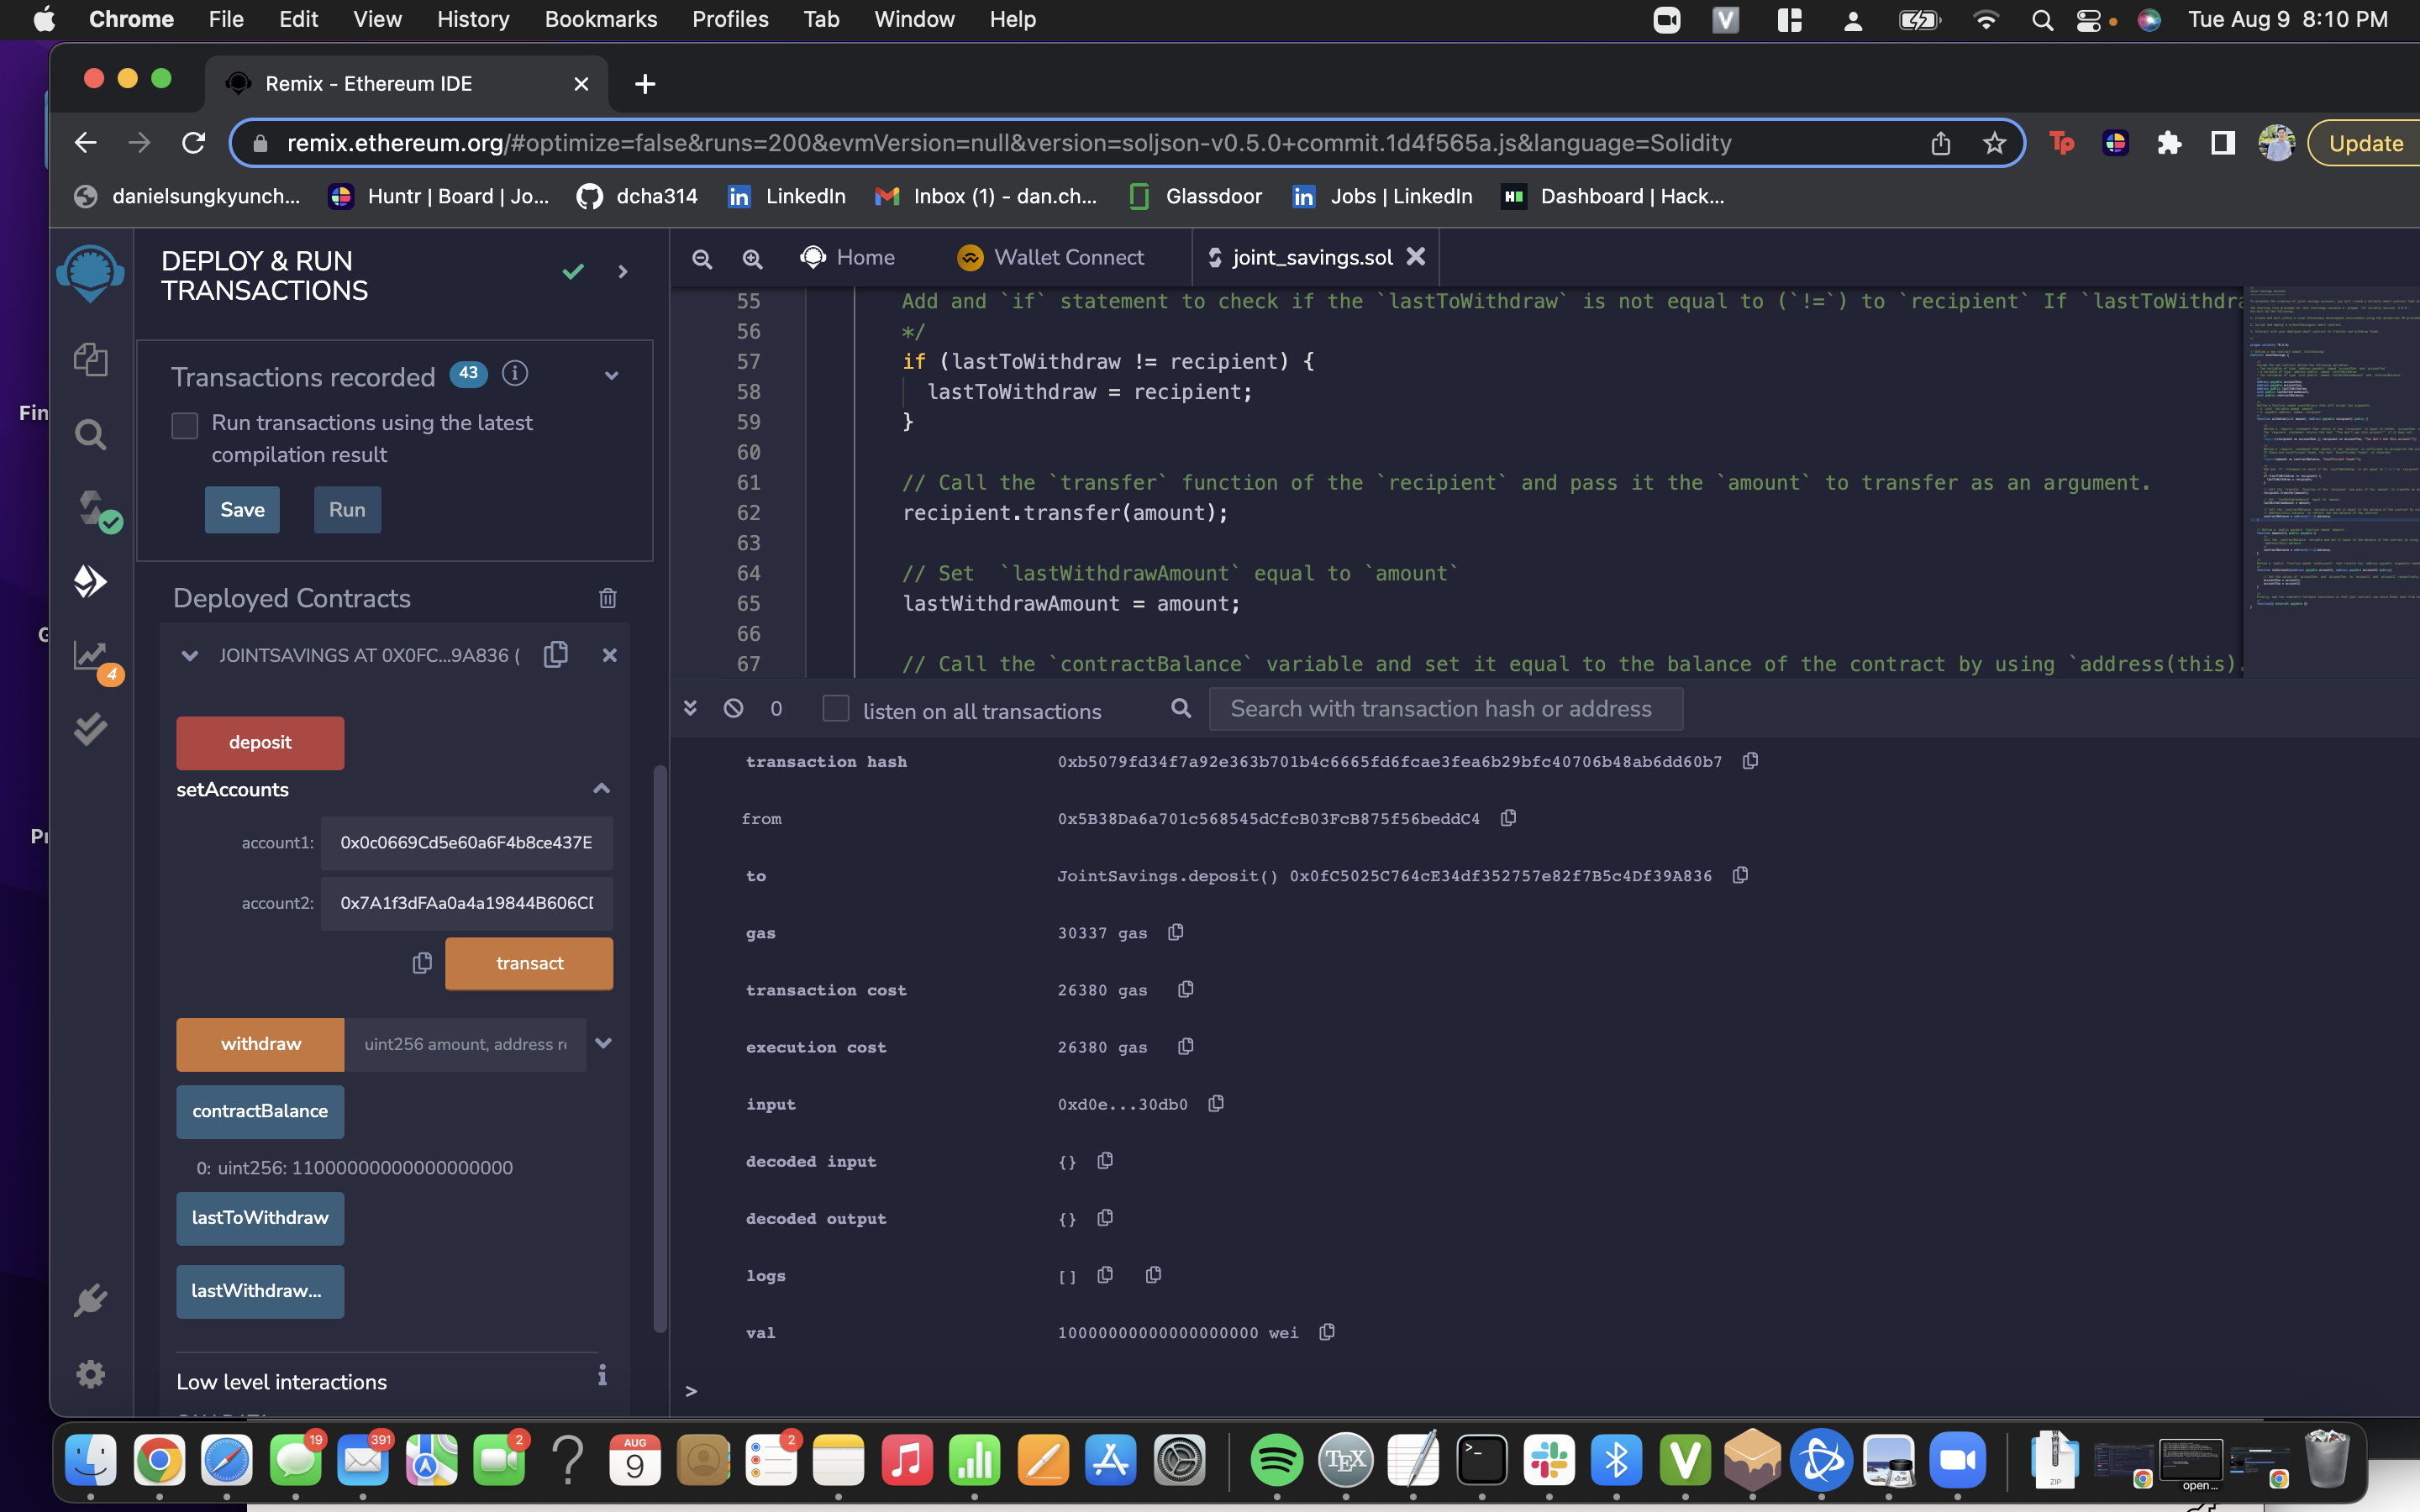 Chrome File Edit View History Bookmarks Profiles Tab Window Help
Tue Aug 9 8:10 PM
Remix - Ethereum IDE
remix.ethereum.org/#optimize=false&runs=200&evmVersion=null&version=soljson-v0.5.0+commit.1d4f565a.js&language=Solidity
Update
danielsungkyunch... Huntr | Board | Jo... dcha314 LinkedIn Inbox (1) - dan.ch... Glassdoor Jobs | LinkedIn Dashboard | Hack...
DEPLOY & RUN
TRANSACTIONS
Transactions recorded 43
Run transactions using the latest
compilation result
Save Run
Deployed Contracts
JOINTSAVINGS AT 0X0FC...9A836 (
4
deposit
setAccounts
account1: 0x0c0669Cd5e60a6F4b8ce437E
account2: 0x7A1f3dFAa0a4a19844B606CD
transact
withdraw uint256 amount, address re
contractBalance
0: uint256: 11000000000000000000
lastToWithdraw
lastWithdraw...
Low level interactions
Home Wallet Connect joint_savings.sol
55 Add and `if` statement to check if the `lastToWithdraw` is not equal to (`!=`) to `recipient` If `lastToWithdra
56 */
57 if (lastToWithdraw != recipient) {
58 lastToWithdraw = recipient;
59 }
60
61 // Call the `transfer` function of the `recipient` and pass it the `amount` to transfer as an argument.
62 recipient.transfer(amount);
63
64 // Set  `lastWithdrawAmount` equal to `amount`
65 lastWithdrawAmount = amount;
66
67 // Call the `contractBalance` variable and set it equal to the balance of the contract by using `address(this).
0 listen on all transactions Search with transaction hash or address
transaction hash 0xb5079fd34f7a92e363b701b4c6665fd6fcae3fea6b29bfc40706b48ab6dd60b7
from 0x5B38Da6a701c568545dCfcB03FcB875f56beddC4
to JointSavings.deposit() 0x0fC5025C764cE34df352757e82f7B5c4Df39A836
gas 30337 gas
transaction cost 26380 gas
execution cost 26380 gas
input 0xd0e...30db0
decoded input {}
decoded output {}
logs []
val 10000000000000000000 wei
>
Fin
G
Pr
19 391 2 AUG 9 2
TEX
ZIP
open...